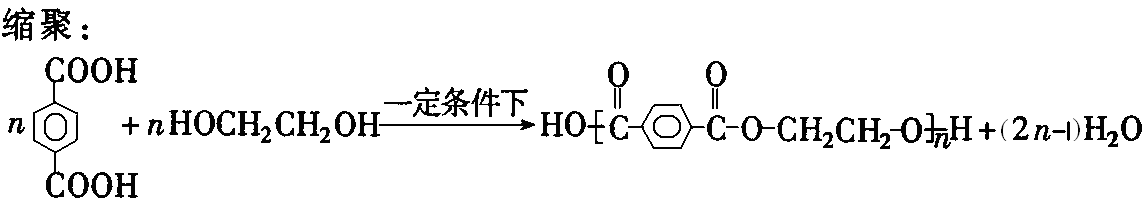 缩聚：
COOH
O O
n + nHOCH₂CH₂OH 一定条件下 HO[C C-O-CH₂CH₂-O]ₙH + (2n-1)H₂O
COOH